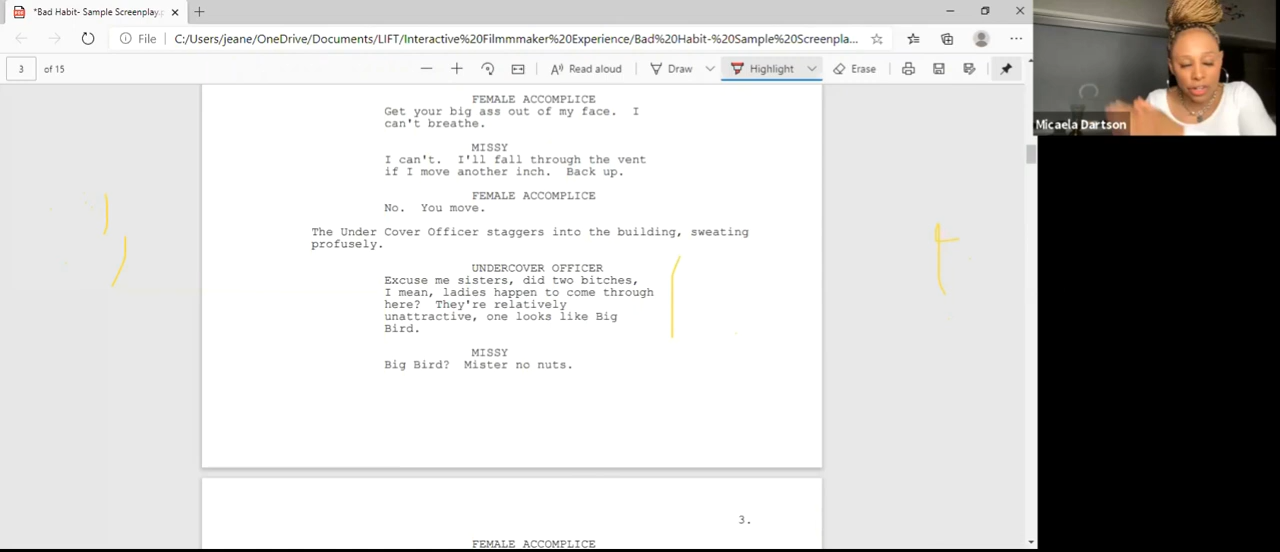 *Bad Habit- Sample Screenplay.p
File
C:/Users/jeane/OneDrive/Documents/LIFT/Interactive%20Filmmmaker%20Experience/Bad%20Habit-%20Sample%20Screenpla...
3 of 15
Read aloud
Draw
Highlight
Erase
Micaela Dartson
FEMALE ACCOMPLICE
Get your big ass out of my face. I
can't breathe.
MISSY
I can't. I'll fall through the vent
if I move another inch. Back up.
FEMALE ACCOMPLICE
No. You move.
The Under Cover Officer staggers into the building, sweating
profusely.
UNDERCOVER OFFICER
Excuse me sisters, did two bitches,
I mean, ladies happen to come through
here? They're relatively
unattractive, one looks like Big
Bird.
MISSY
Big Bird? Mister no nuts.
3.
FEMALE ACCOMPLICE